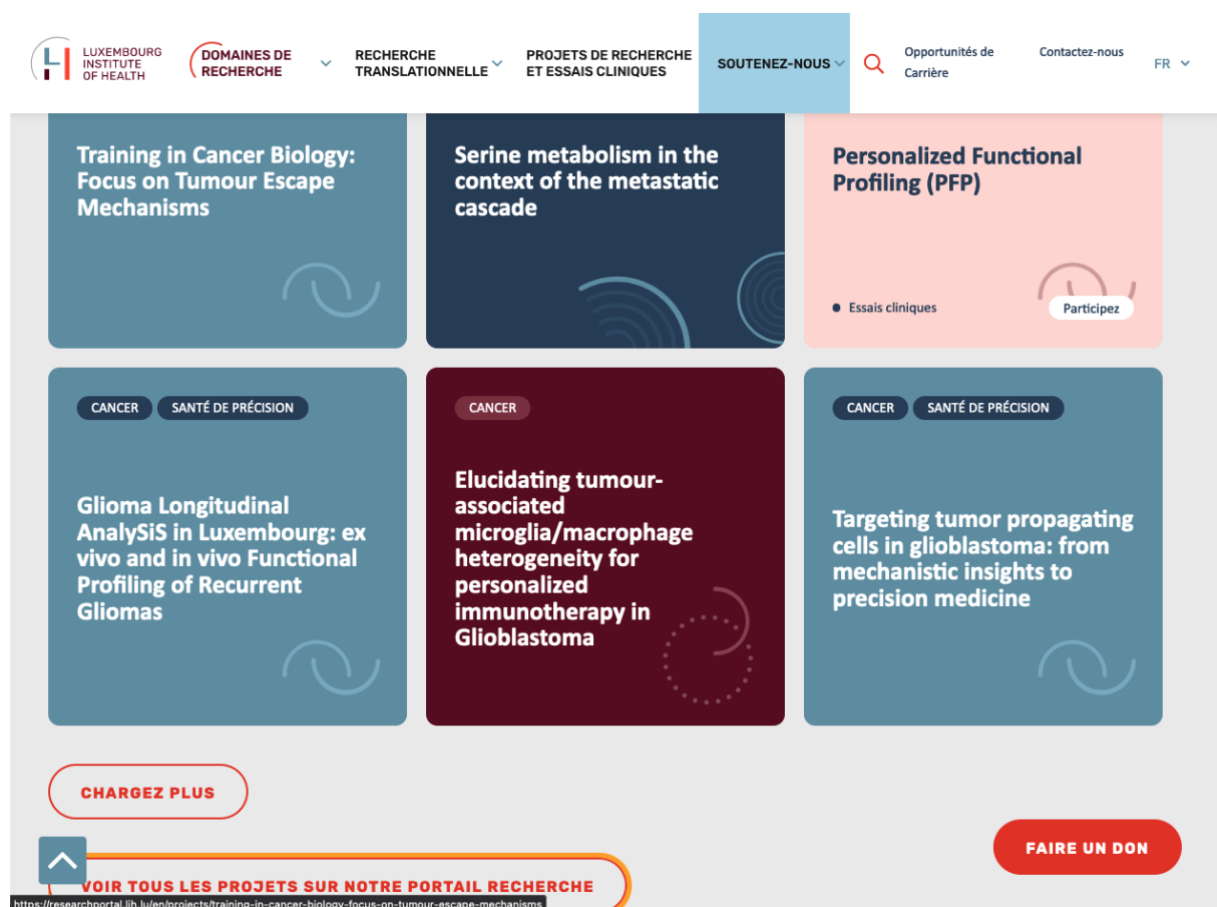 LUXEMBOURG
INSTITUTE
OF HEALTH
DOMAINES DE
RECHERCHE
RECHERCHE
TRANSLATIONNELLE
PROJETS DE RECHERCHE
ET ESSAIS CLINIQUES
SOUTENEZ-NOUS
Opportunités de
Carrière
Contactez-nous
FR
Training in Cancer Biology:
Focus on Tumour Escape
Mechanisms
Serine metabolism in the
context of the metastatic
cascade
Personalized Functional
Profiling (PFP)
Essais cliniques
Participez
CANCER
SANTÉ DE PRÉCISION
Glioma Longitudinal
AnalySiS in Luxembourg: ex
vivo and in vivo Functional
Profiling of Recurrent
Gliomas
CANCER
Elucidating tumour-
associated
microglia/macrophage
heterogeneity for
personalized
immunotherapy in
Glioblastoma
CANCER
SANTÉ DE PRÉCISION
Targeting tumor propagating
cells in glioblastoma: from
mechanistic insights to
precision medicine
CHARGEZ PLUS
FAIRE UN DON
VOIR TOUS LES PROJETS SUR NOTRE PORTAIL RECHERCHE
https://researchportal.lih.lu/en/projects/training-in-cancer-biology-focus-on-tumour-escape-mechanisms